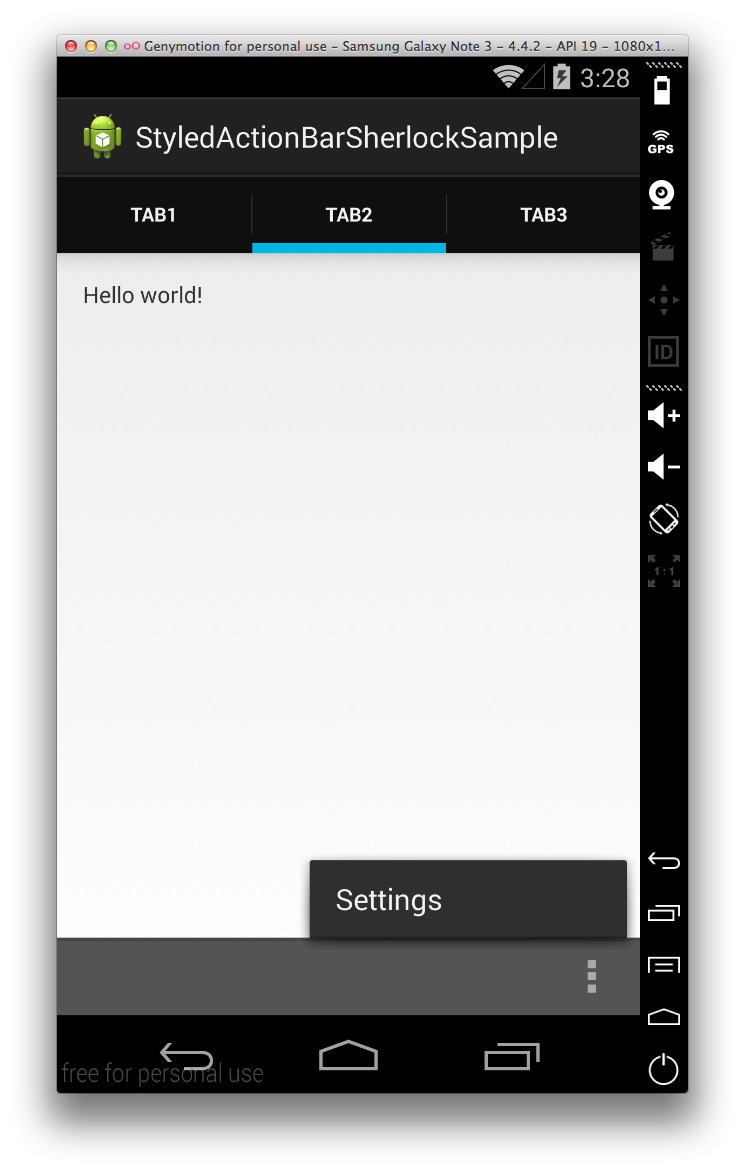 Genymotion for personal use - Samsung Galaxy Note 3 - 4.4.2 - API 19 - 1080x1...
3:28
StyledActionBarSherlockSample
GPS
TAB1 TAB2 TAB3
Hello world!
ID
1:1
Settings
free for personal use